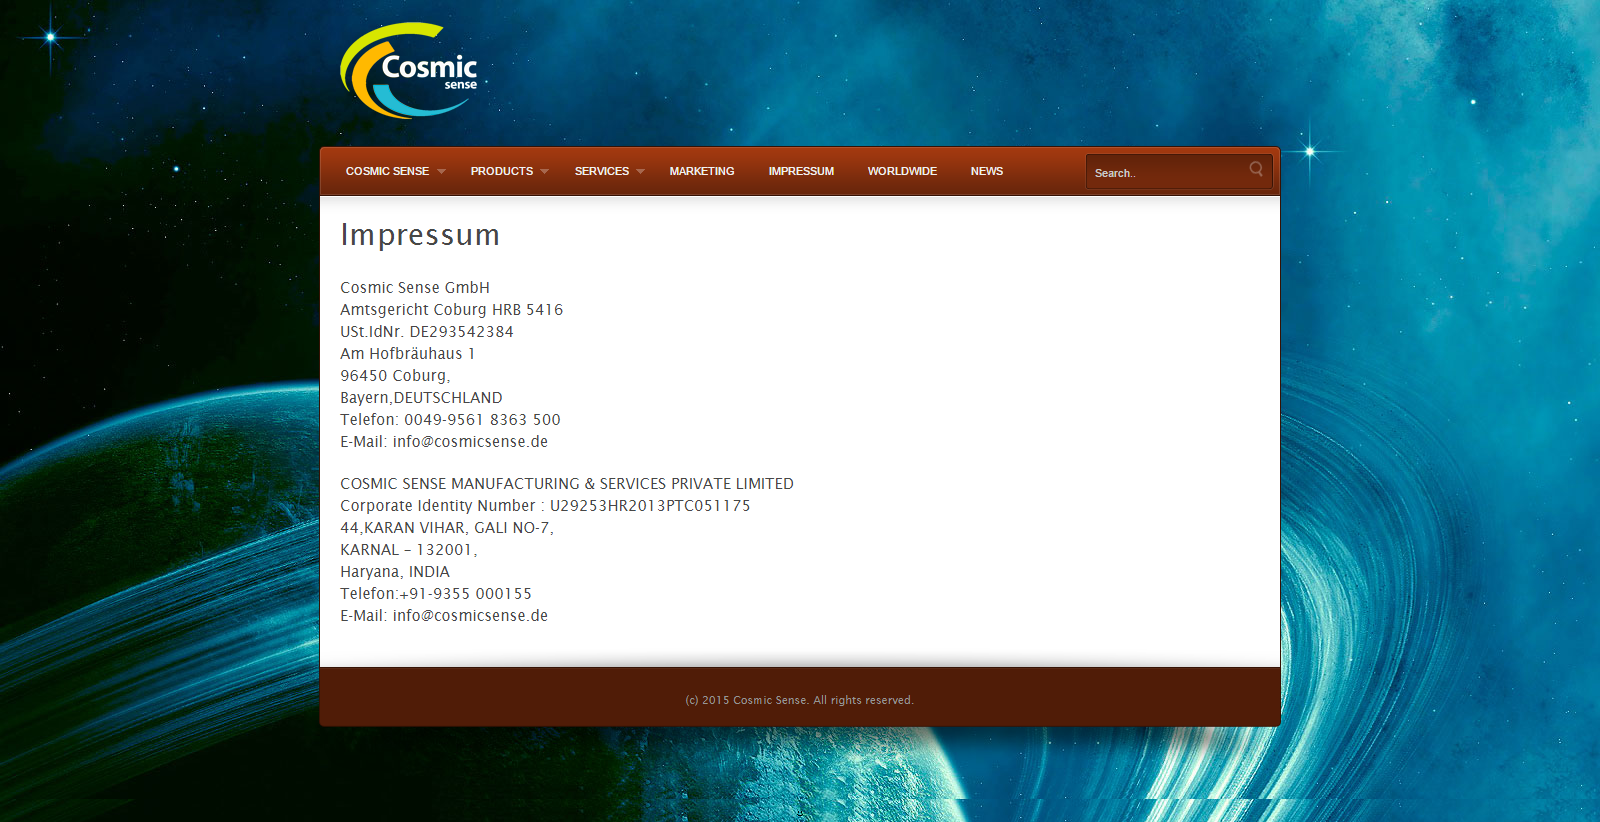 Cosmic
sense
COSMIC SENSE PRODUCTS SERVICES MARKETING IMPRESSUM WORLDWIDE NEWS Search..
Impressum
Cosmic Sense GmbH
Amtsgericht Coburg HRB 5416
USt.IdNr. DE293542384
Am Hofbräuhaus 1
96450 Coburg,
Bayern,DEUTSCHLAND
Telefon: 0049-9561 8363 500
E-Mail: info@cosmicsense.de
COSMIC SENSE MANUFACTURING & SERVICES PRIVATE LIMITED
Corporate Identity Number : U29253HR2013PTC051175
44,KARAN VIHAR, GALI NO-7,
KARNAL – 132001,
Haryana, INDIA
Telefon:+91-9355 000155
E-Mail: info@cosmicsense.de
(c) 2015 Cosmic Sense. All rights reserved.